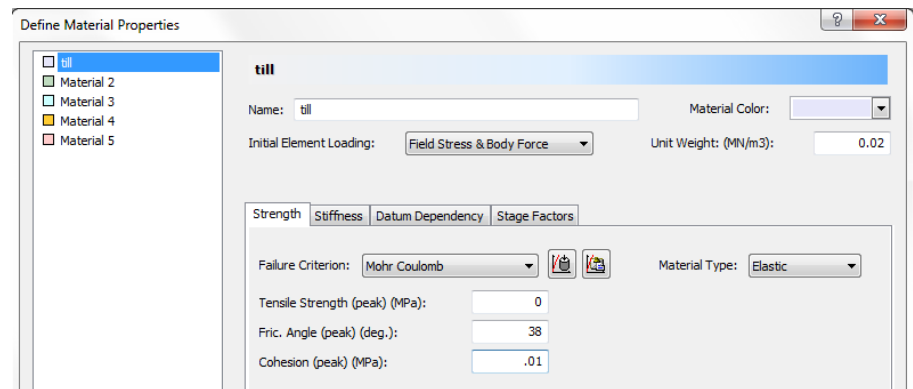 Define Material Properties
?
X
till
Material 2
Material 3
Material 4
Material 5
till
Name: till
Material Color:
Initial Element Loading: Field Stress & Body Force
Unit Weight: (MN/m3): 0.02
Strength Stiffness Datum Dependency Stage Factors
Failure Criterion: Mohr Coulomb
Material Type: Elastic
Tensile Strength (peak) (MPa): 0
Fric. Angle (peak) (deg.): 38
Cohesion (peak) (MPa): .01